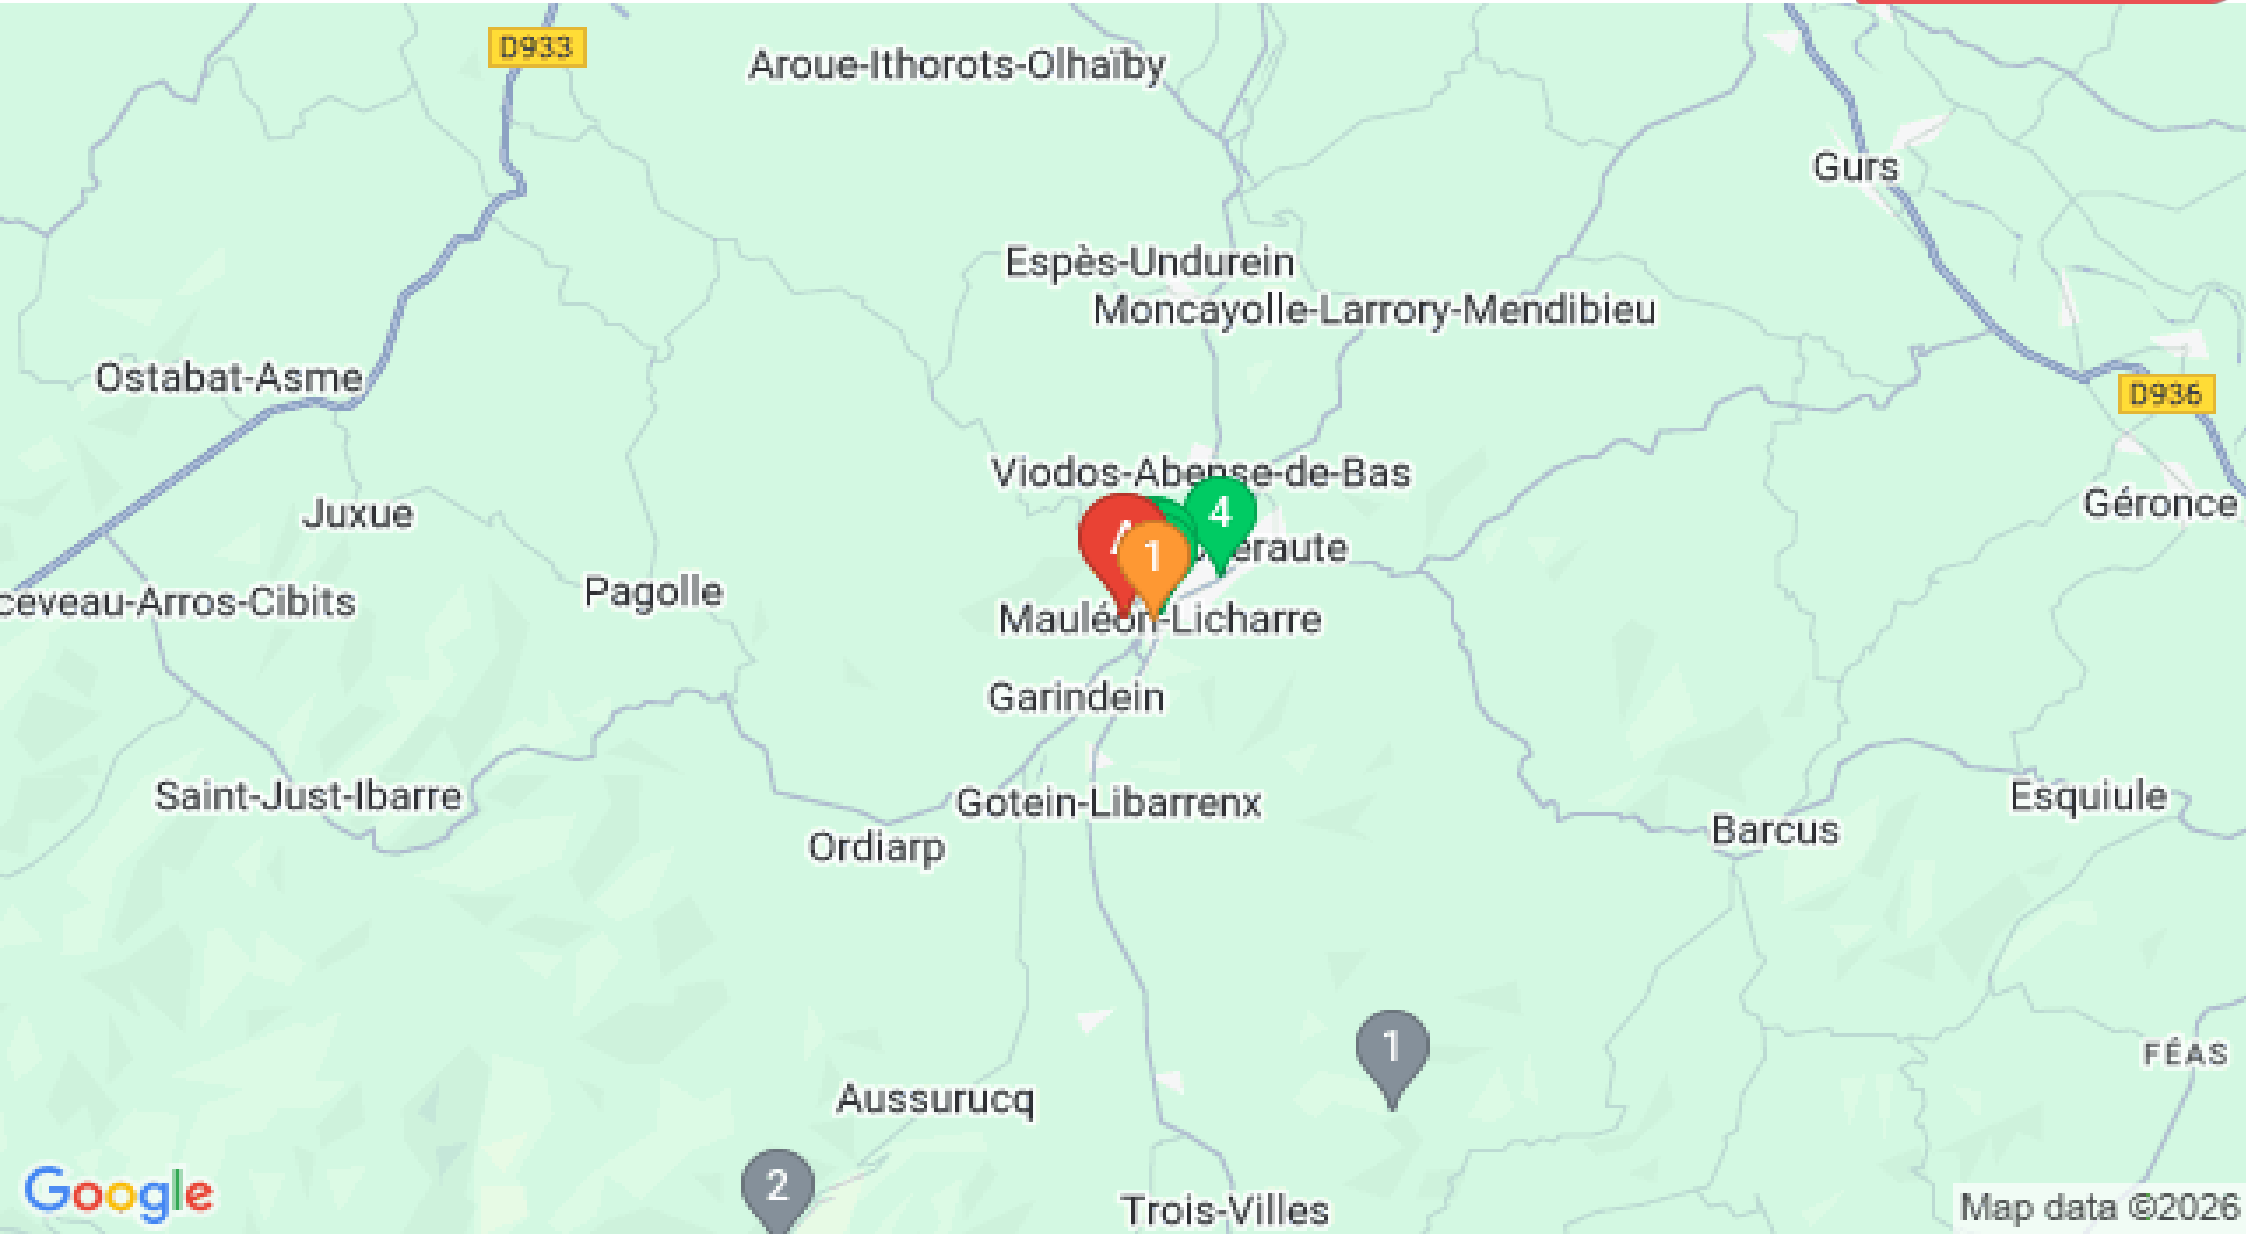 D933
Aroue-Ithorots-Olhaïby
Gurs
Espès-Undurein
Moncayolle-Larrory-Mendibieu
Ostabat-Asme
D936
Viodos-Abense-de-Bas
Géronce
Juxue
4
A
1
eraute
Pagolle
ceveau-Arros-Cibits
Mauléon-Licharre
Garindein
Saint-Just-Ibarre
Gotein-Libarrenx
Esquiule
Barcus
Ordiarp
1
FÉAS
Aussurucq
2
Google
Trois-Villes
Map data ©2026